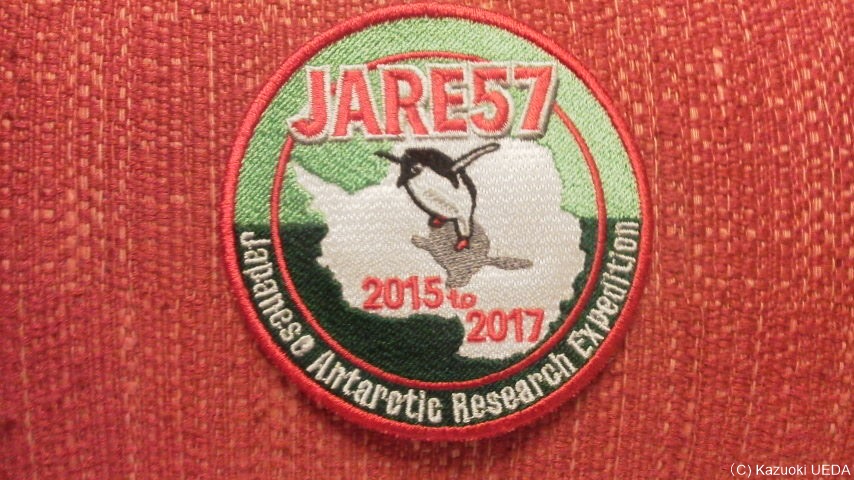 JARE57
2015 to
2017
Japanese Antarctic Research Expedition
(C) Kazuoki UEDA